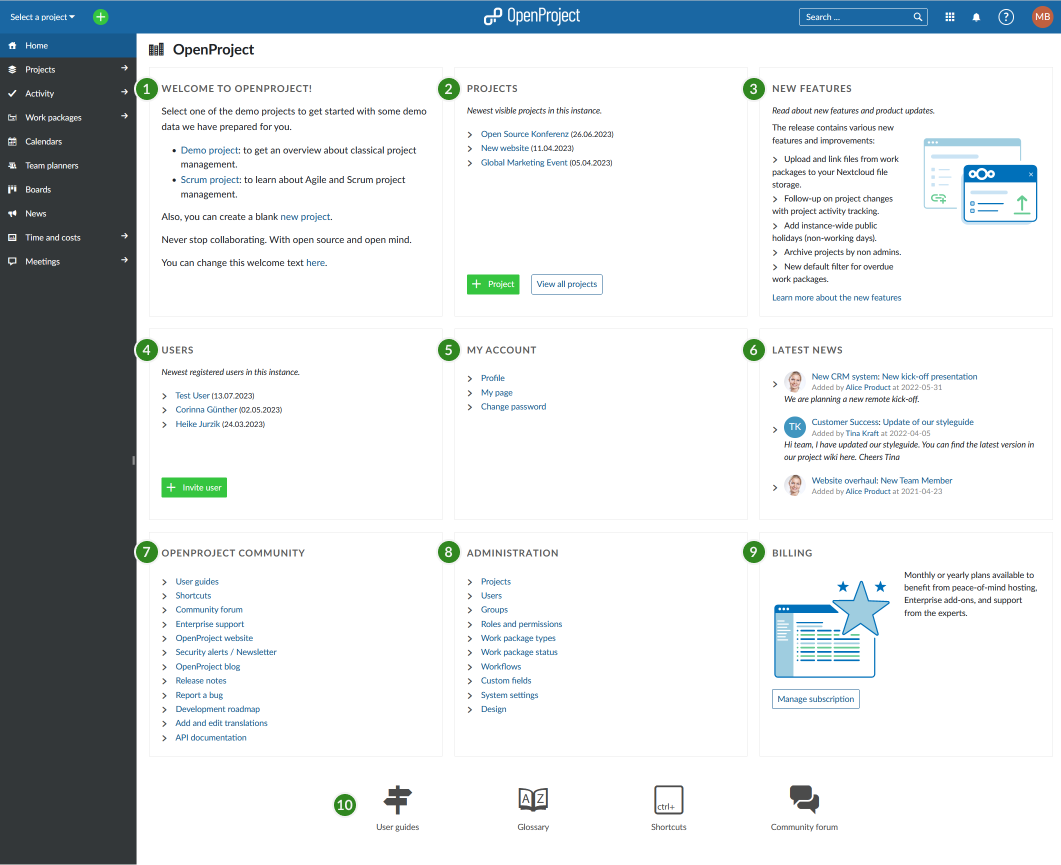 Select a project
OpenProject
Search ...
?
MB
Home
Projects
Activity
Work packages
Calendars
Team planners
Boards
News
Time and costs
Meetings
OpenProject
1 WELCOME TO OPENPROJECT!
Select one of the demo projects to get started with some demo
data we have prepared for you.
• Demo project: to get an overview about classical project
management.
• Scrum project: to learn about Agile and Scrum project
management.
Also, you can create a blank new project.
Never stop collaborating. With open source and open mind.
You can change this welcome text here.
2 PROJECTS
Newest visible projects in this instance.
Open Source Konferenz (26.06.2023)
New website (11.04.2023)
Global Marketing Event (05.04.2023)
+ Project
View all projects
3 NEW FEATURES
Read about new features and product updates.
The release contains various new
features and improvements:
Upload and link files from work
packages to your Nextcloud file
storage.
Follow-up on project changes
with project activity tracking.
Add instance-wide public
holidays (non-working days).
Archive projects by non admins.
New default filter for overdue
work packages.
Learn more about the new features
4 USERS
Newest registered users in this instance.
Test User (13.07.2023)
Corinna Günther (02.05.2023)
Heike Jurzik (24.03.2023)
+ Invite user
5 MY ACCOUNT
Profile
My page
Change password
6 LATEST NEWS
New CRM system: New kick-off presentation
Added by Alice Product at 2022-05-31
We are planning a new remote kick-off.
TK
Customer Success: Update of our styleguide
Added by Tina Kraft at 2022-04-05
Hi team, I have updated our styleguide. You can find the latest version in
our project wiki here. Cheers Tina
Website overhaul: New Team Member
Added by Alice Product at 2021-04-23
7 OPENPROJECT COMMUNITY
User guides
Shortcuts
Community forum
Enterprise support
OpenProject website
Security alerts / Newsletter
OpenProject blog
Release notes
Report a bug
Development roadmap
Add and edit translations
API documentation
8 ADMINISTRATION
Projects
Users
Groups
Roles and permissions
Work package types
Work package status
Workflows
Custom fields
System settings
Design
9 BILLING
Monthly or yearly plans available to
benefit from peace-of-mind hosting,
Enterprise add-ons, and support
from the experts.
Manage subscription
10
A Z
ctrl+
User guides
Glossary
Shortcuts
Community forum